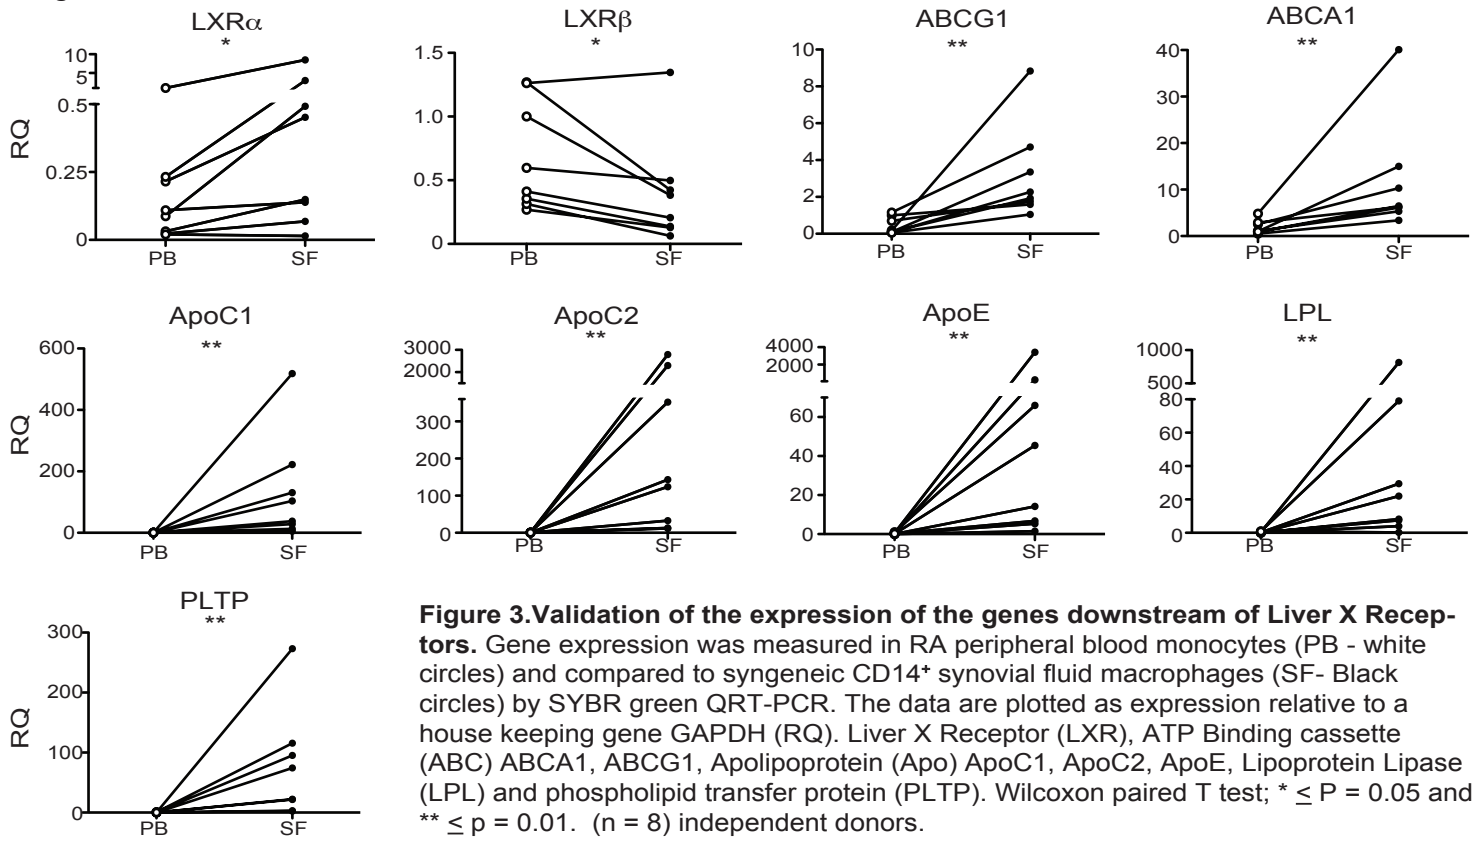 LXRα
*
10
5
0.5
0.25
0
RQ
PB
SF
LXRβ
*
1.5
1.0
0.5
0
PB
SF
ABCG1
**
10
8
6
4
2
0
PB
SF
ABCA1
**
40
30
20
10
0
PB
SF
ApoC1
**
600
400
200
0
RQ
PB
SF
ApoC2
**
3000
2000
300
200
100
0
PB
SF
ApoE
**
4000
2000
60
40
20
0
PB
SF
LPL
**
1000
500
80
60
40
20
0
PB
SF
PLTP
**
300
200
100
0
RQ
PB
SF
Figure 3.Validation of the expression of the genes downstream of Liver X Recep-
tors. Gene expression was measured in RA peripheral blood monocytes (PB - white
circles) and compared to syngeneic CD14⁺ synovial fluid macrophages (SF- Black
circles) by SYBR green QRT-PCR. The data are plotted as expression relative to a
house keeping gene GAPDH (RQ). Liver X Receptor (LXR), ATP Binding cassette
(ABC) ABCA1, ABCG1, Apolipoprotein (Apo) ApoC1, ApoC2, ApoE, Lipoprotein Lipase
(LPL) and phospholipid transfer protein (PLTP). Wilcoxon paired T test; * ≤ P = 0.05 and
** ≤ p = 0.01. (n = 8) independent donors.